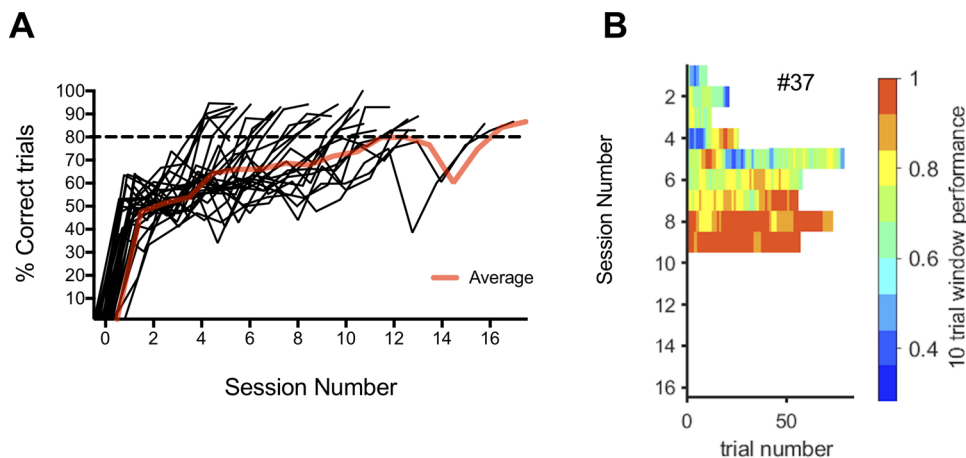 A
100
90
80
70
60
50
40
30
20
10
% Correct trials
0 2 4 6 8 10 12 14 16
Session Number
Average
B
#37
2
4
6
8
10
12
14
16
Session Number
0 50
trial number
1
0.8
0.6
0.4
10 trial window performance